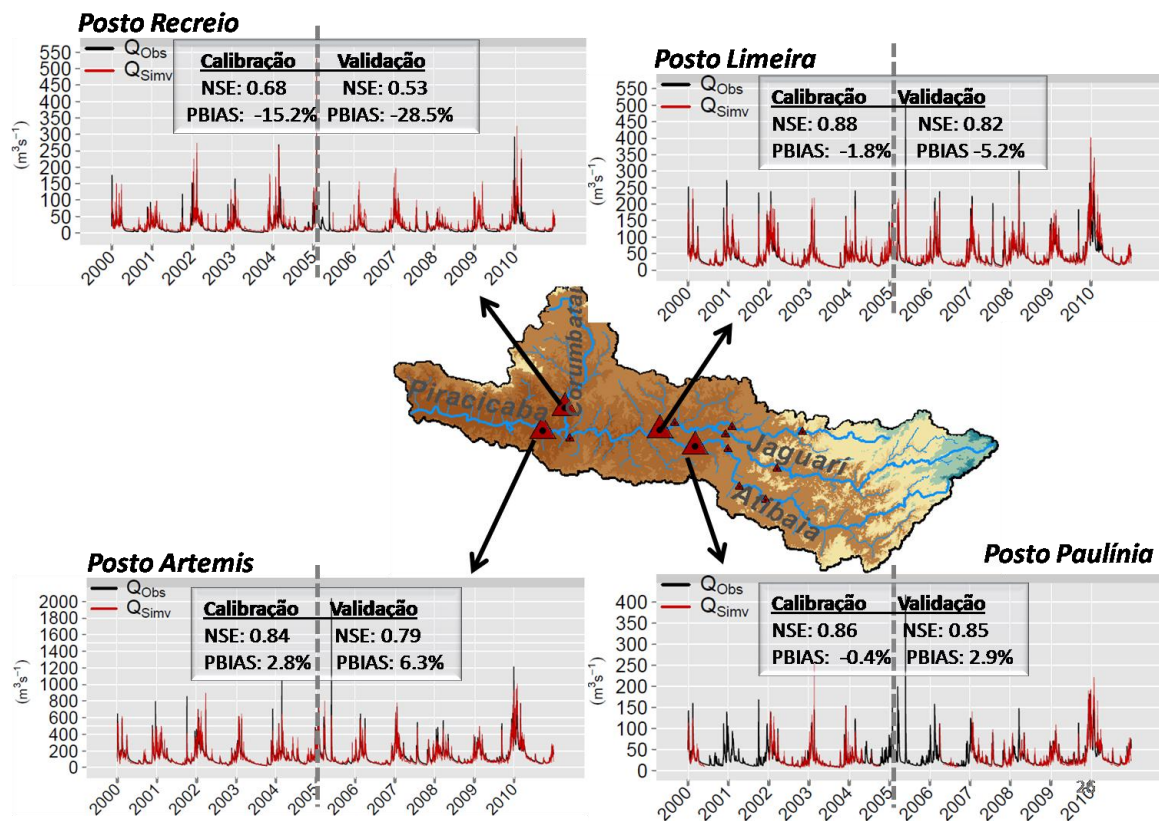 Posto Recreio
Q Obs
Q Simv
Calibração Validação
NSE: 0.68 NSE: 0.53
PBIAS: -15.2% PBIAS: -28.5%
(m³s⁻¹)
550
500
450
400
350
300
250
200
150
100
50
0
2000 2001 2002 2003 2004 2005 2006 2007 2008 2009 2010
Posto Limeira
Q Obs
Q Simv
Calibração Validação
NSE: 0.88 NSE: 0.82
PBIAS: -1.8% PBIAS -5.2%
(m³s⁻¹)
550
500
450
400
350
300
250
200
150
100
50
0
2000 2001 2002 2003 2004 2005 2006 2007 2008 2009 2010
Corumbataí
Piracicaba
Jaguari
Atibaia
Posto Artemis
Q Obs
Q Simv
Calibração Validação
NSE: 0.84 NSE: 0.79
PBIAS: 2.8% PBIAS: 6.3%
(m³s⁻¹)
2000
1800
1600
1400
1200
1000
800
600
400
200
0
2000 2001 2002 2003 2004 2005 2006 2007 2008 2009 2010
Posto Paulínia
Q Obs
Q Simv
Calibração Validação
NSE: 0.86 NSE: 0.85
PBIAS: -0.4% PBIAS: 2.9%
(m³s⁻¹)
400
350
300
250
200
150
100
50
0
2000 2001 2002 2003 2004 2005 2006 2007 2008 2009 2010